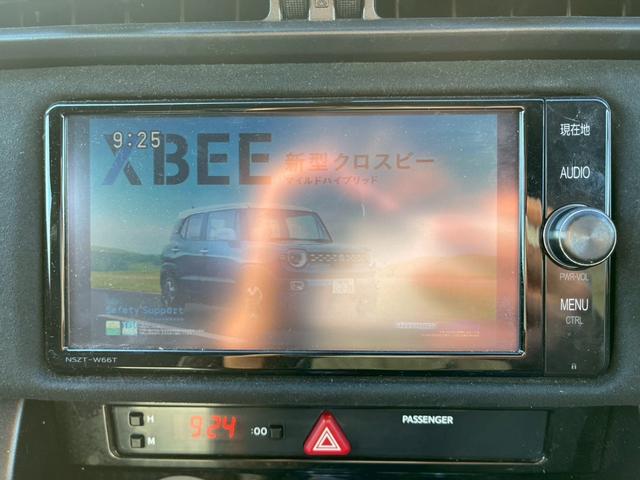 9:25
XBEE 新型クロスビー
マイルドハイブリッド
Safety Support
XBEE
現在地
AUDIO
PWR-VOL
MENU
CTRL
NSZT-W66T
H
M
9:24
:00
PASSENGER